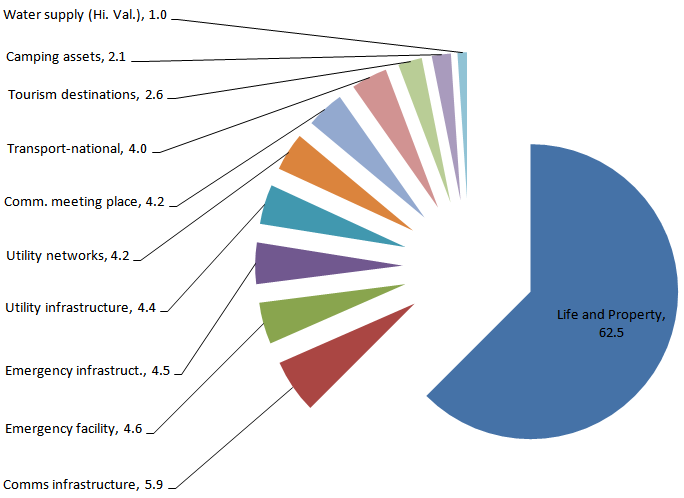 Water supply (Hi. Val.), 1.0
Camping assets, 2.1
Tourism destinations, 2.6
Transport-national, 4.0
Comm. meeting place, 4.2
Utility networks, 4.2
Utility infrastructure, 4.4
Life and Property,
62.5
Emergency infrastruct., 4.5
Emergency facility, 4.6
Comms infrastructure, 5.9